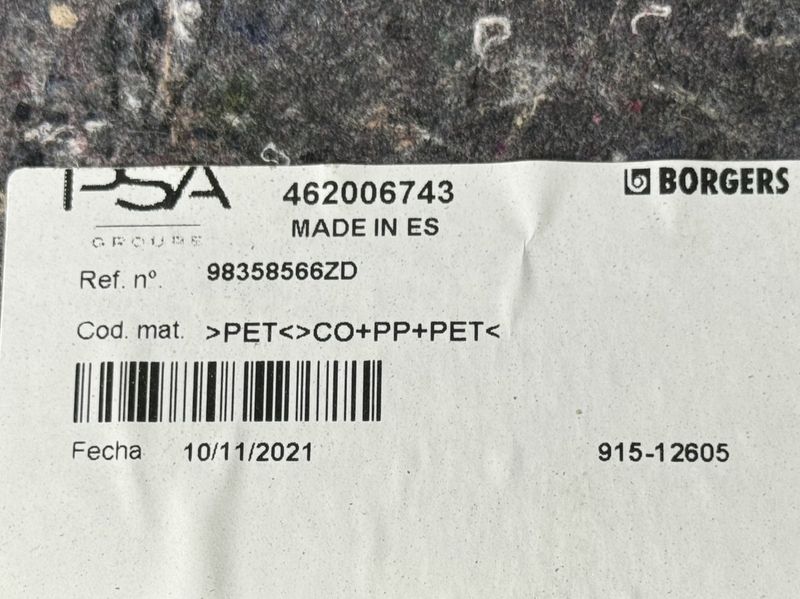 PSA
GROUPE
462006743
MADE IN ES
BORGERS
Ref. nº. 98358566ZD
Cod. mat. >PET<>CO+PP+PET<
Fecha 10/11/2021 915-12605